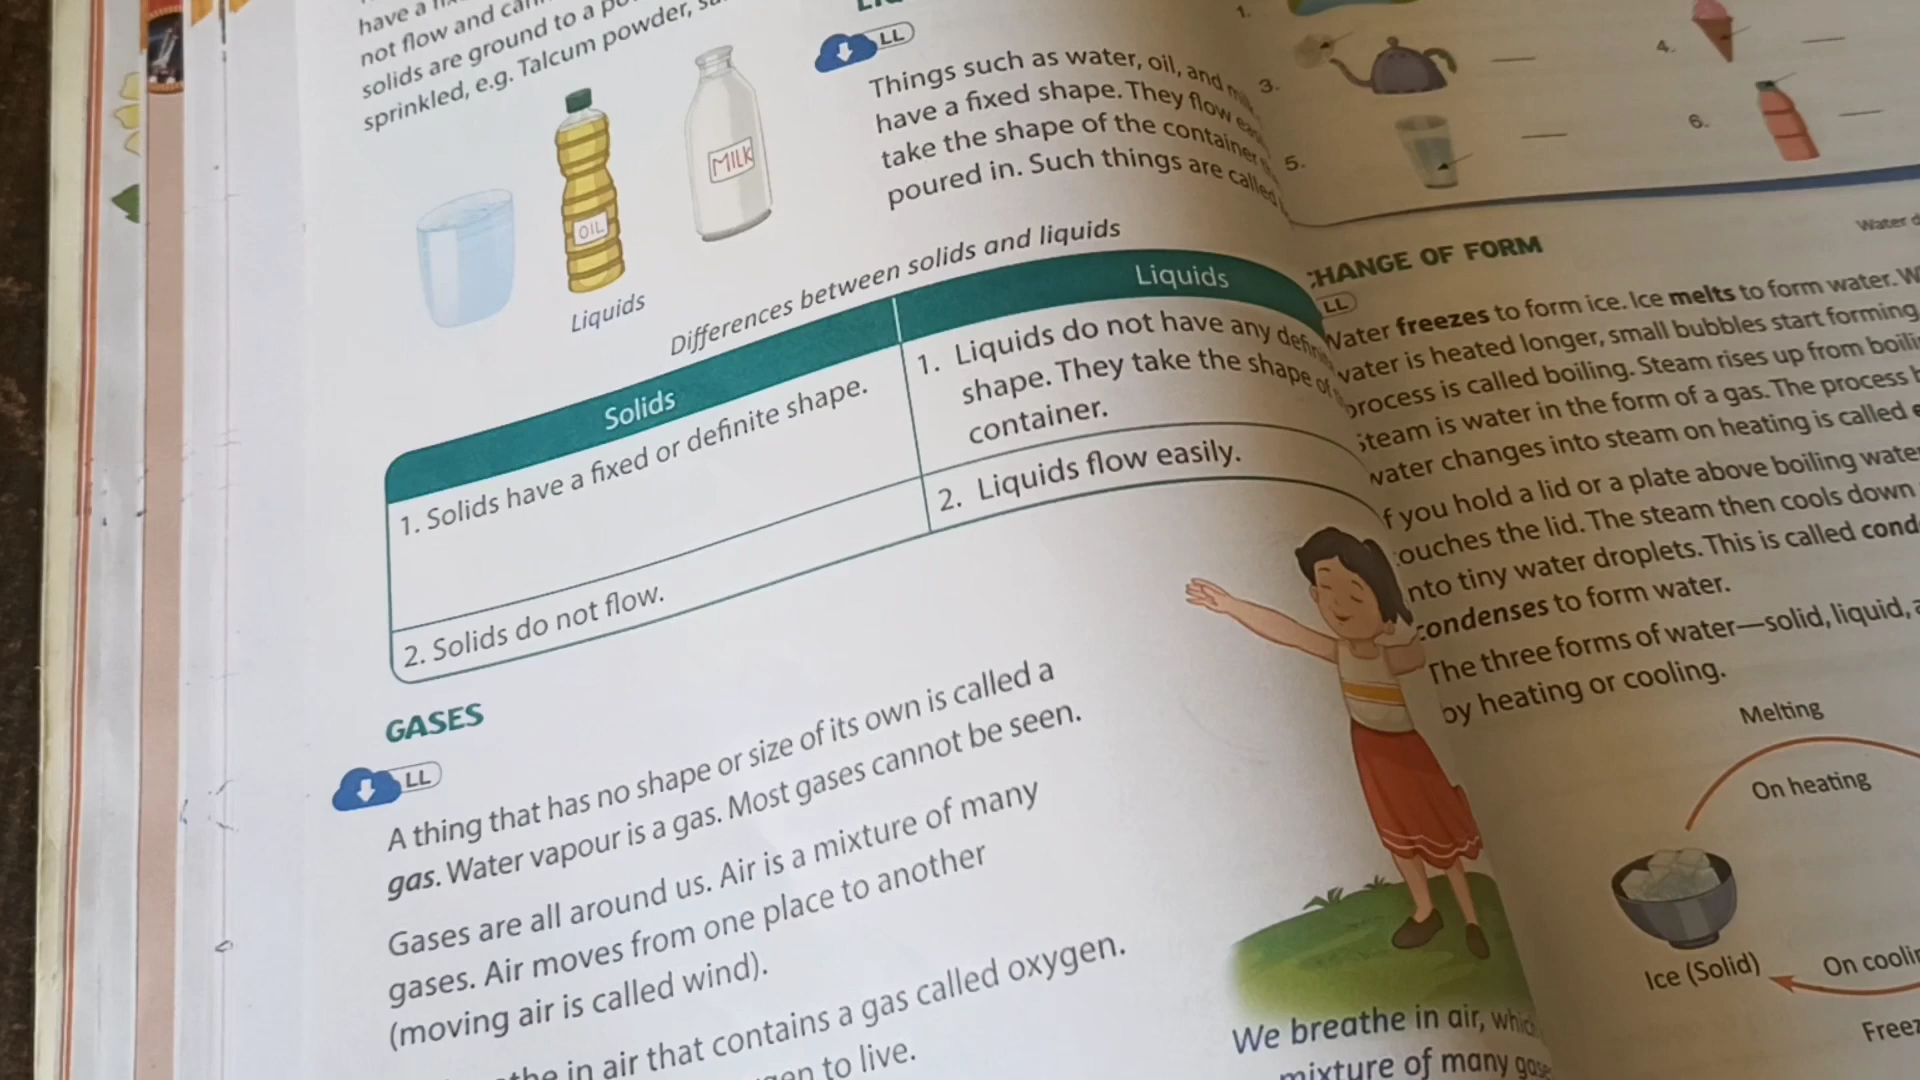 have a
not flow and
solids are ground to a
sprinkled, e.g. Talcum powder,
MILK
OIL
Liquids
LL
Things such as water, oil, and
have a fixed shape. They flow
take the shape of the container
poured in. Such things are called
Differences between solids and liquids
Solids
Liquids
1. Solids have a fixed or definite shape.
1. Liquids do not have any
shape. They take the shape of
container.
2. Solids do not flow.
2. Liquids flow easily.
GASES
LL
A thing that has no shape or size of its own is called a
gas. Water vapour is a gas. Most gases cannot be seen.
Gases are all around us. Air is a mixture of many
gases. Air moves from one place to another
(moving air is called wind).
in air that contains a gas called oxygen.
to live.
We breathe in air,
mixture of many
1.
3.
4.
5.
6.
Water
HANGE OF FORM
LL
Water freezes to form ice. Ice melts to form water.
water is heated longer, small bubbles start forming
process is called boiling. Steam rises up from
Steam is water in the form of a gas. The process
water changes into steam on heating is called
f you hold a lid or a plate above boiling
ouches the lid. The steam then cools down
nto tiny water droplets. This is called
condenses to form water.
The three forms of water—solid, liquid,
by heating or cooling.
Melting
On heating
Ice (Solid)
On